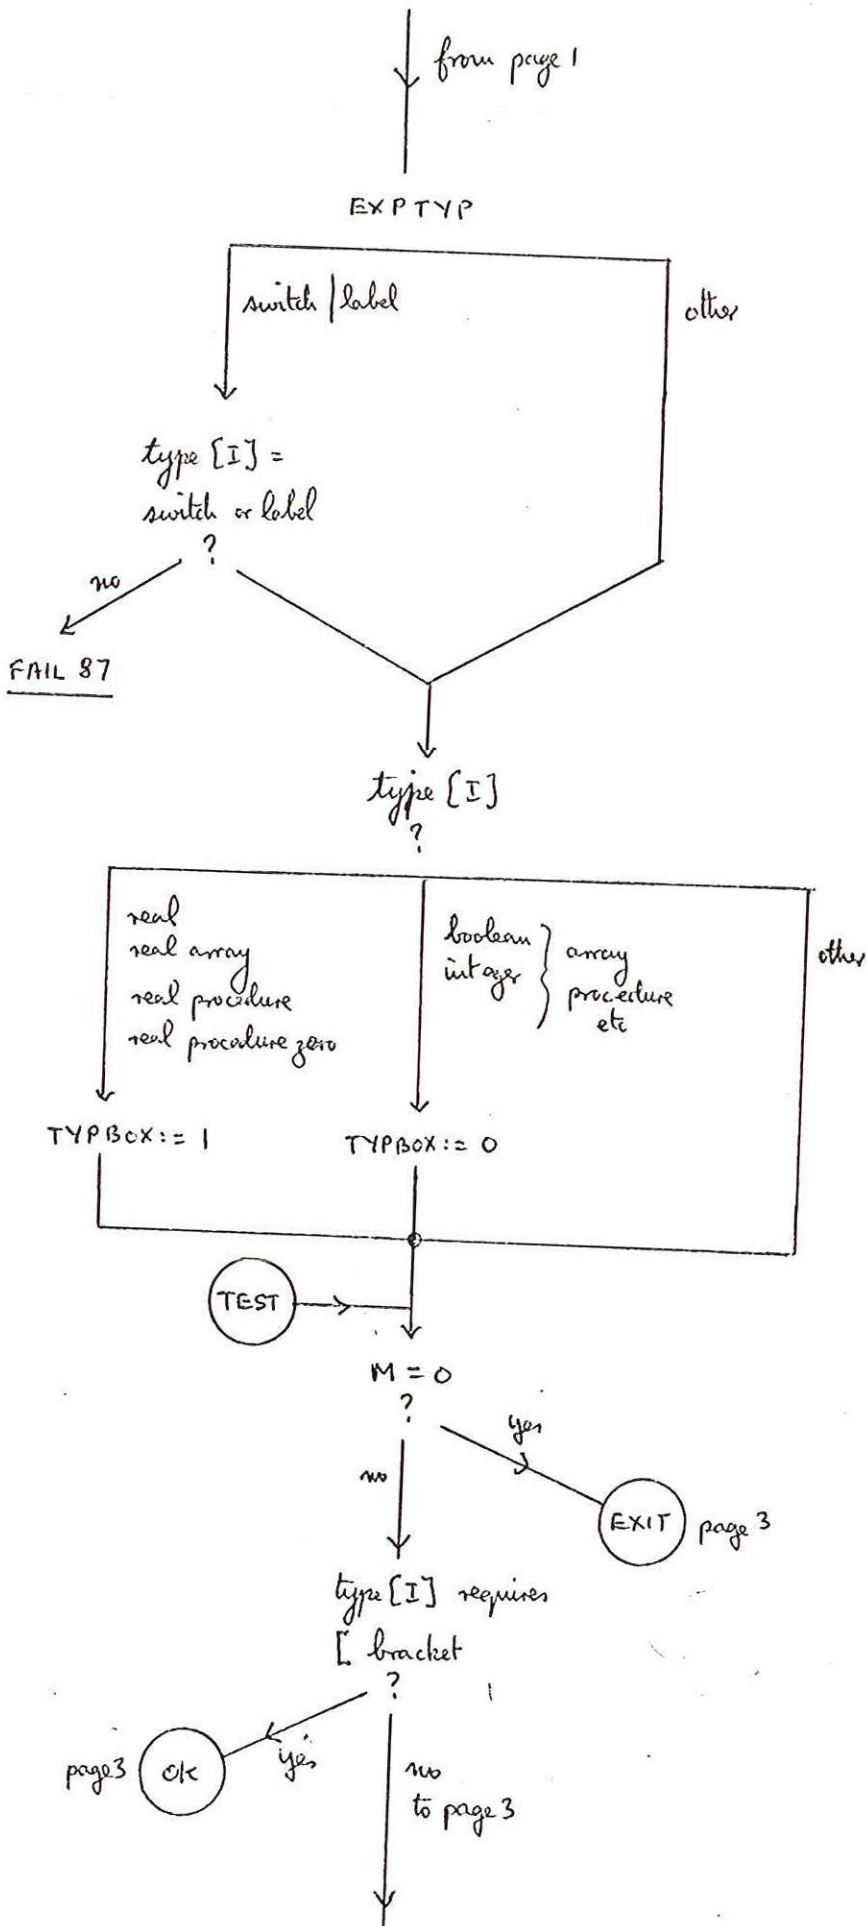 from page 1
EXPTYP
switch/label
other
type [I] =
switch or label
?
no
FAIL 87
type [I]
?
real
real array
real procedure
real procedure zero
boolean
integer
array
procedure
etc
other
TYPBOX:= 1
TYPBOX:= 0
TEST
M = 0
?
yes
no
EXIT
page 3
type [I] requires
[ bracket
?
page 3
OK
yes
no
to page 3